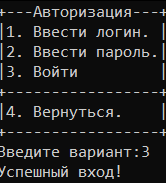 +---Авторизация---+
|1. Ввести логин. |
|2. Ввести пароль.|
|3. Войти         |
+-----------------+
|4. Вернуться.    |
+-----------------+
Введите вариант:3
Успешный вход!